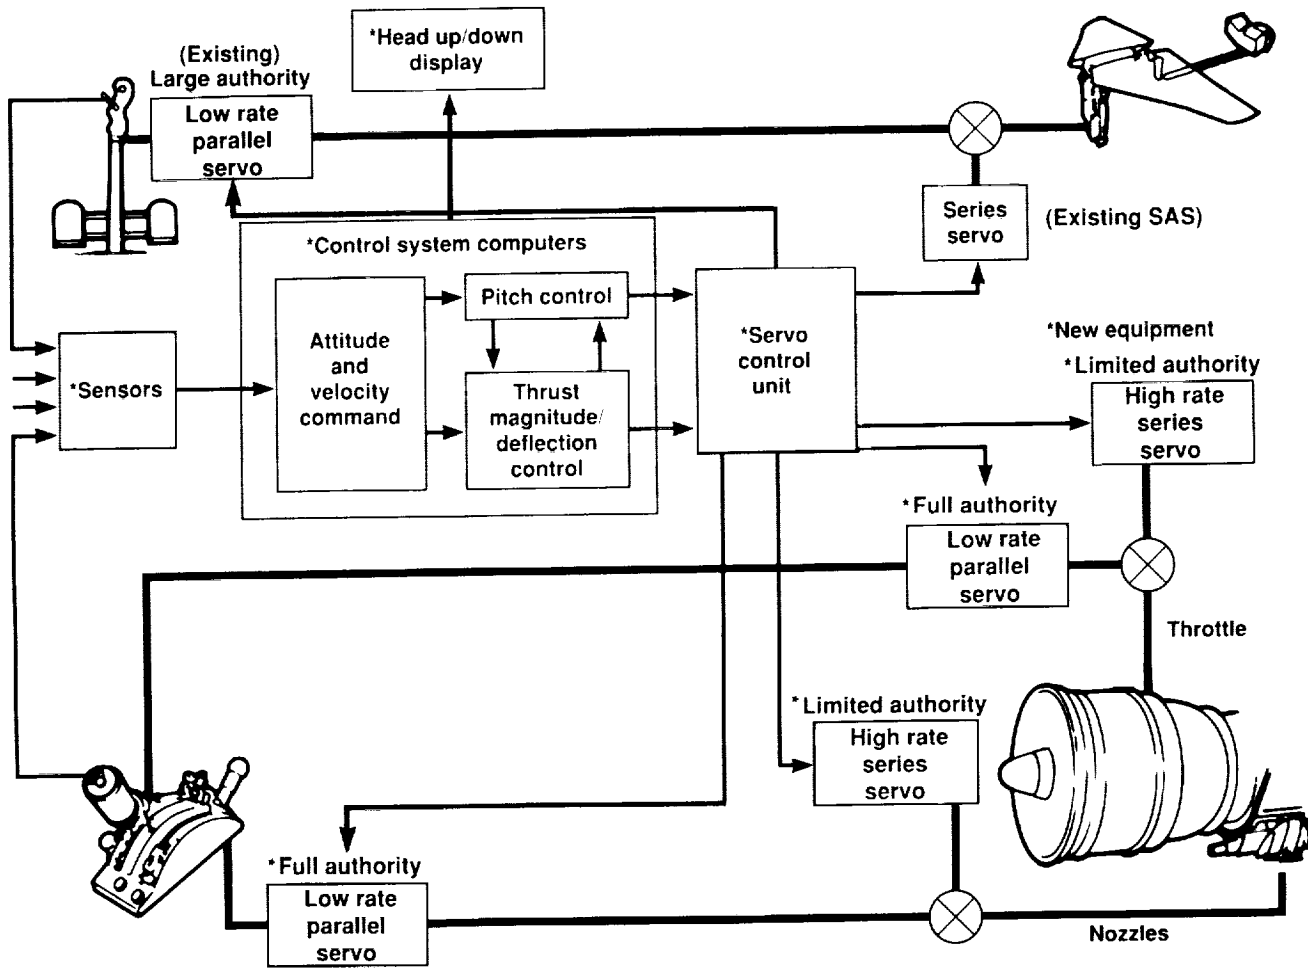 *Head up/down
display
(Existing)
Large authority
Low rate
parallel
servo
Series
servo
(Existing SAS)
*Control system computers
Attitude
and
velocity
command
Pitch control
Thrust
magnitude/
deflection
control
*Sensors
*Servo
control
unit
*New equipment
*Limited authority
High rate
series
servo
*Full authority
Low rate
parallel
servo
Throttle
*Limited authority
High rate
series
servo
*Full authority
Low rate
parallel
servo
Nozzles